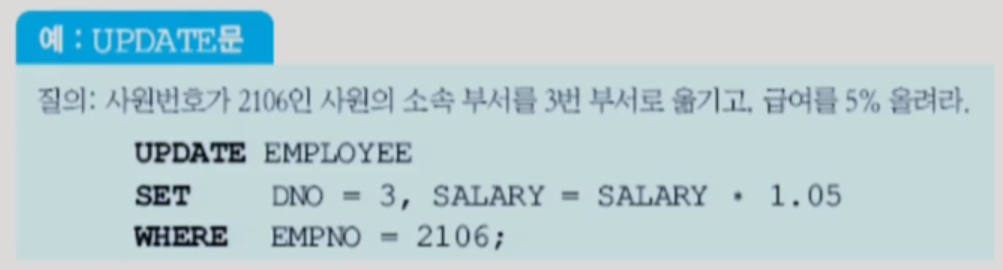 예 : UPDATE문
질의: 사원번호가 2106인 사원의 소속 부서를 3번 부서로 옮기고, 급여를 5% 올려라.
UPDATE EMPLOYEE
SET DNO = 3, SALARY = SALARY * 1.05
WHERE EMPNO = 2106;